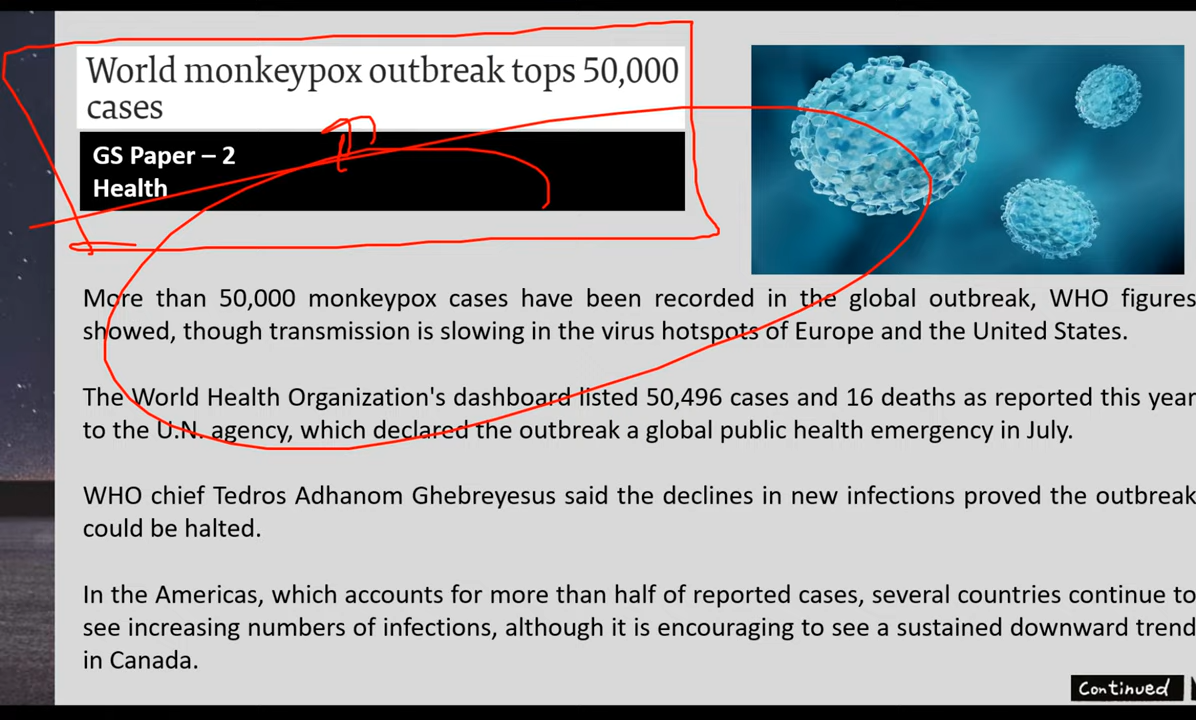 World monkeypox outbreak tops 50,000
cases
GS Paper – 2
Health
More than 50,000 monkeypox cases have been recorded in the global outbreak, WHO figures
showed, though transmission is slowing in the virus hotspots of Europe and the United States.
The World Health Organization's dashboard listed 50,496 cases and 16 deaths as reported this year
to the U.N. agency, which declared the outbreak a global public health emergency in July.
WHO chief Tedros Adhanom Ghebreyesus said the declines in new infections proved the outbreak
could be halted.
In the Americas, which accounts for more than half of reported cases, several countries continue to
see increasing numbers of infections, although it is encouraging to see a sustained downward trend
in Canada.
Continued